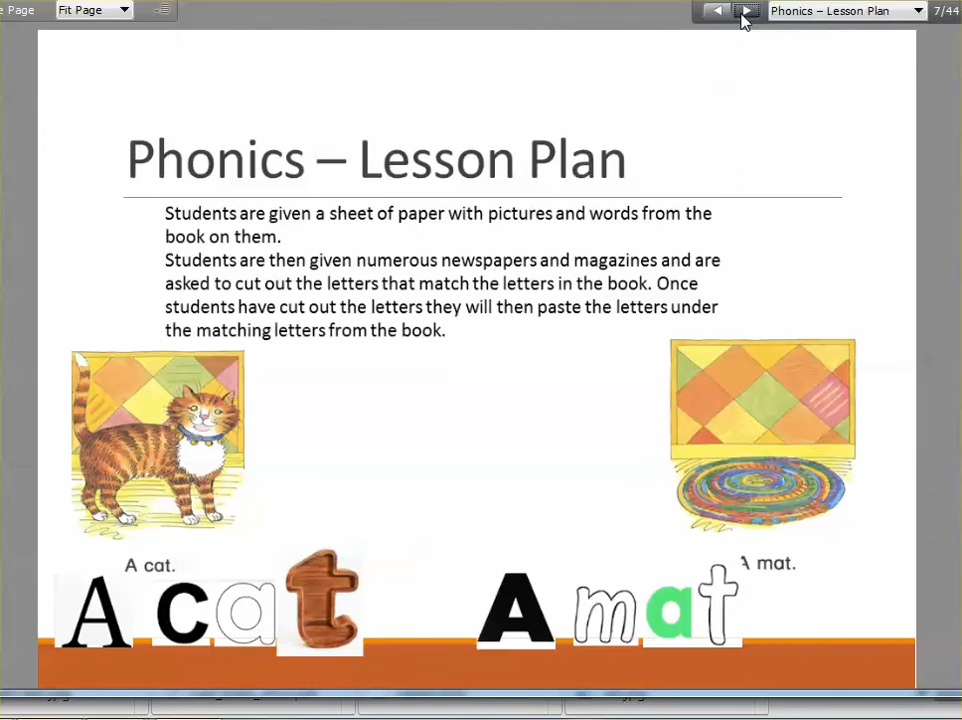 e Page
Fit Page
Phonics – Lesson Plan
7/44
Phonics – Lesson Plan
Students are given a sheet of paper with pictures and words from the
book on them.
Students are then given numerous newspapers and magazines and are
asked to cut out the letters that match the letters in the book. Once
students have cut out the letters they will then paste the letters under
the matching letters from the book.
A cat.
A mat.
A cat
A mat